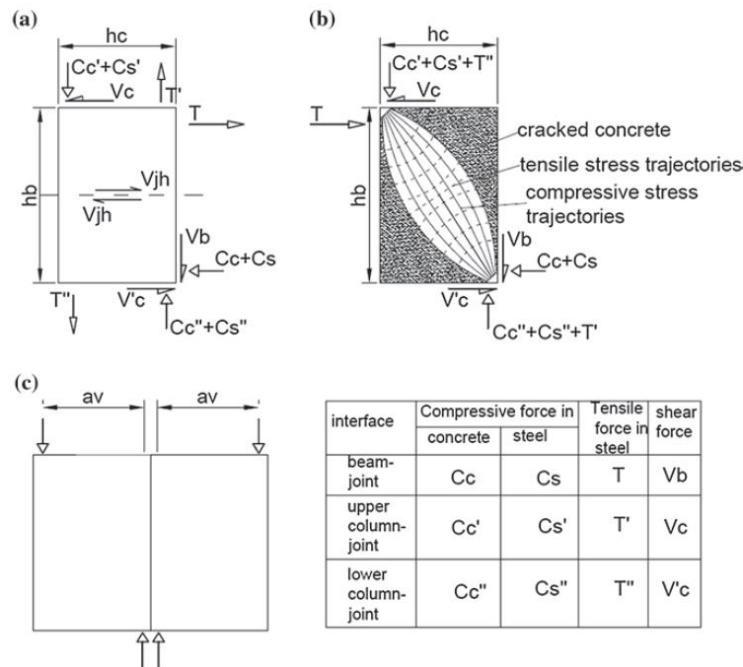 (a)
hc
Cc'+Cs'
Vc
T'
T
hb
Vjh
Vjh
Vb
Cc+Cs
T"
V'c
Cc"+Cs"
(b)
hc
Cc'+Cs'+T"
Vc
T
hb
cracked concrete
tensile stress trajectories
compressive stress
trajectories
Vb
Cc+Cs
V'c
Cc"+Cs"+T'
(c)
av
av
interface
Compressive force in
concrete
steel
Tensile
force in
steel
shear
force
beam-
joint
Cc
Cs
T
Vb
upper
column-
joint
Cc'
Cs'
T'
Vc
lower
column-
joint
Cc"
Cs"
T"
V'c